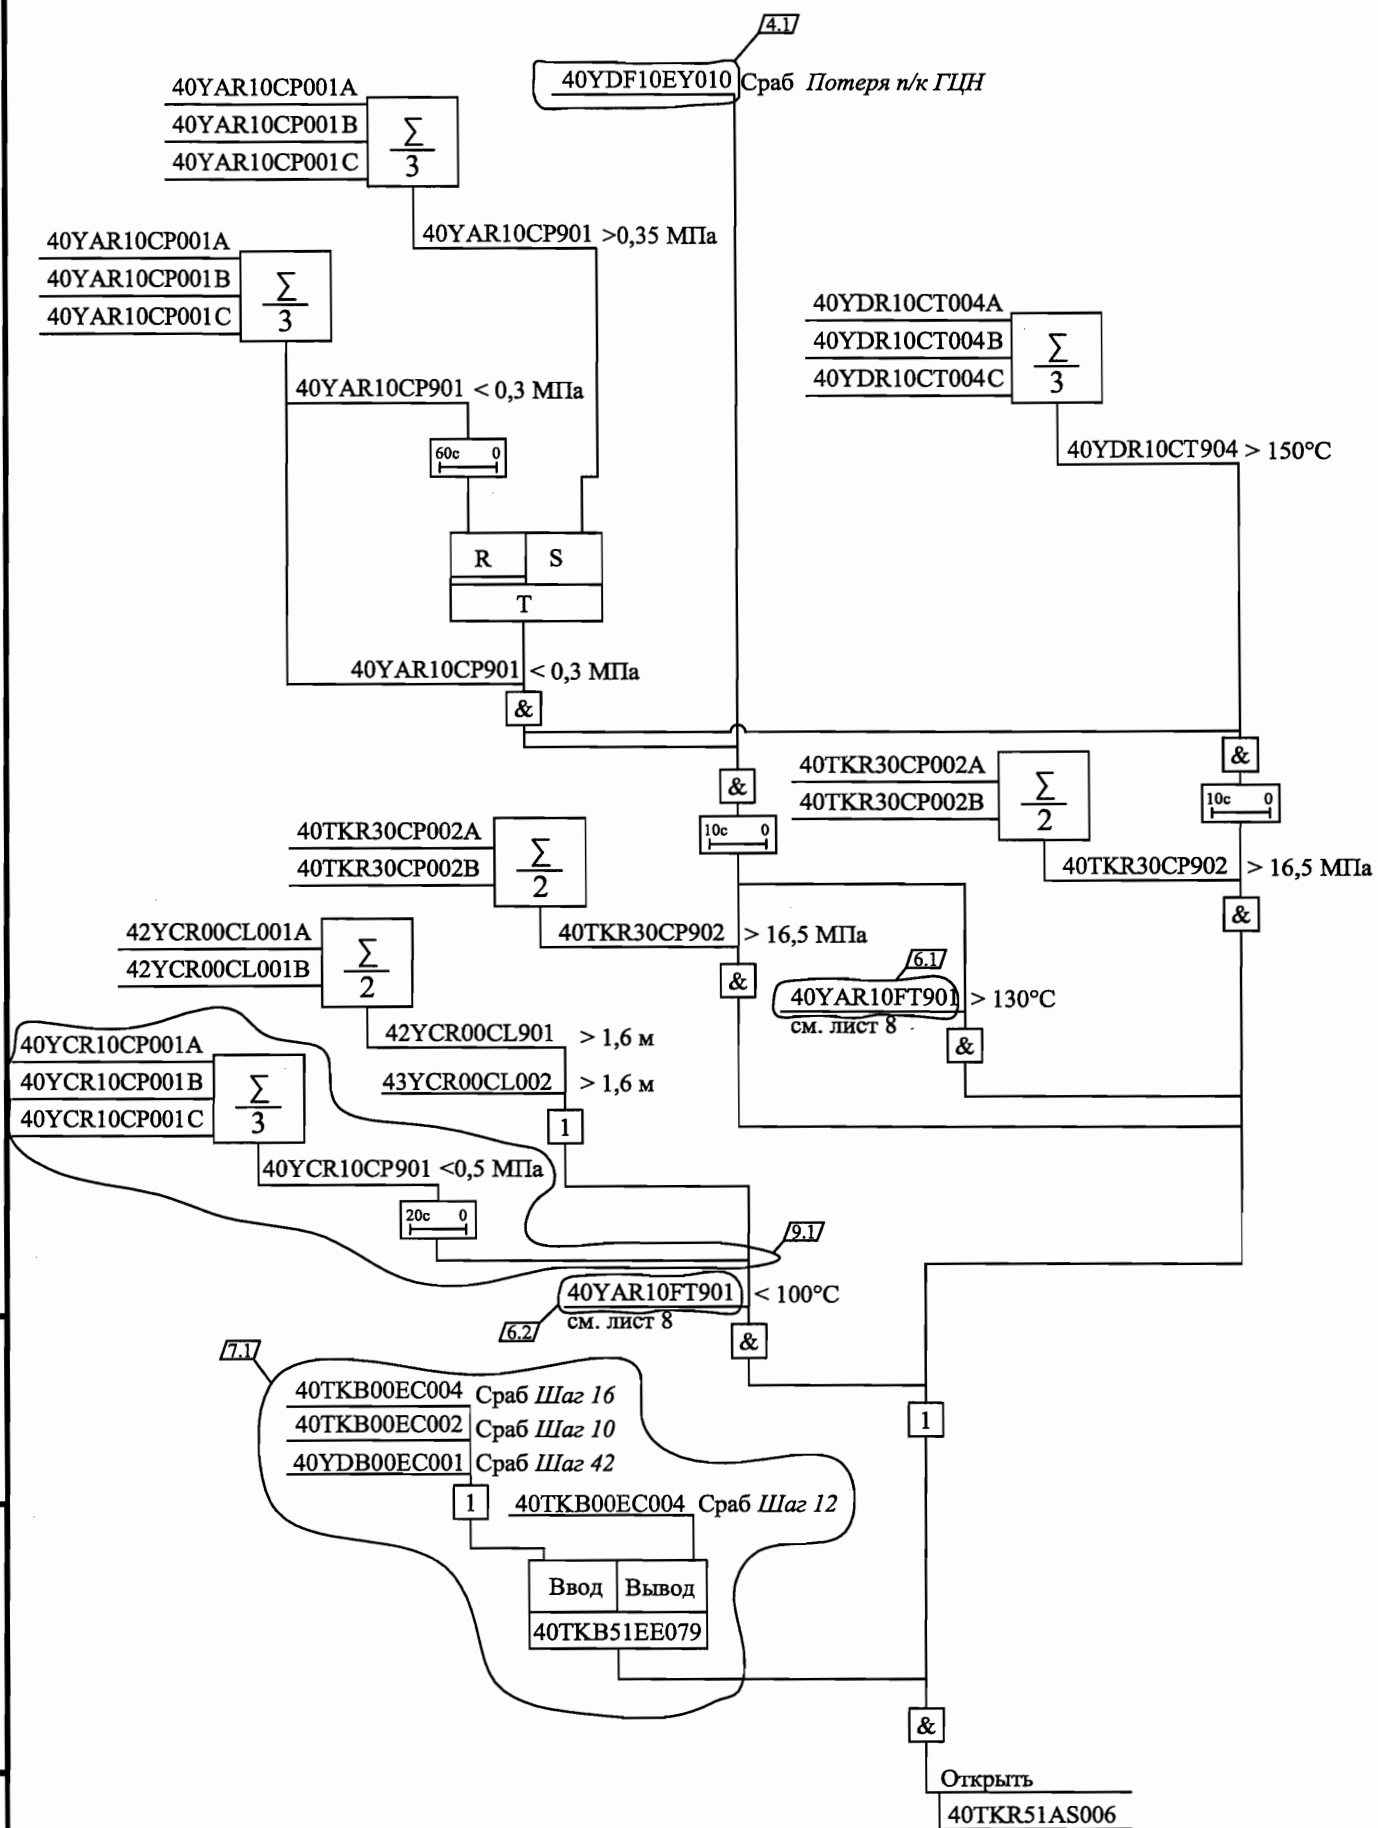 4.1
40YDF10EY010 Сраб Потеря п/к ГЦН
40YAR10CP001A
40YAR10CP001B
40YAR10CP001C
Σ
3
40YAR10CP901 >0,35 МПа
40YAR10CP001A
40YAR10CP001B
40YAR10CP001C
Σ
3
40YAR10CP901 < 0,3 МПа
60с 0
R S
T
40YAR10CP901 < 0,3 МПа
&
40YDR10CT004A
40YDR10CT004B
40YDR10CT004C
Σ
3
40YDR10CT904 > 150°C
&
10с 0
&
10с 0
40TKR30CP002A
40TKR30CP002B
Σ
2
40TKR30CP902 > 16,5 МПа
&
40TKR30CP002A
40TKR30CP002B
Σ
2
40TKR30CP902 > 16,5 МПа
&
6.1
40YAR10FT901 > 130°C
см. лист 8
&
42YCR00CL001A
42YCR00CL001B
Σ
2
42YCR00CL901 > 1,6 м
43YCR00CL002 > 1,6 м
1
40YCR10CP001A
40YCR10CP001B
40YCR10CP001C
Σ
3
40YCR10CP901 <0,5 МПа
20с 0
9.1
40YAR10FT901 < 100°C
см. лист 8
6.2
&
7.1
40TKB00EC004 Сраб Шаг 16
40TKB00EC002 Сраб Шаг 10
40YDB00EC001 Сраб Шаг 42
1
40TKB00EC004 Сраб Шаг 12
Ввод Вывод
40TKB51EE079
1
&
Открыть
40TKR51AS006